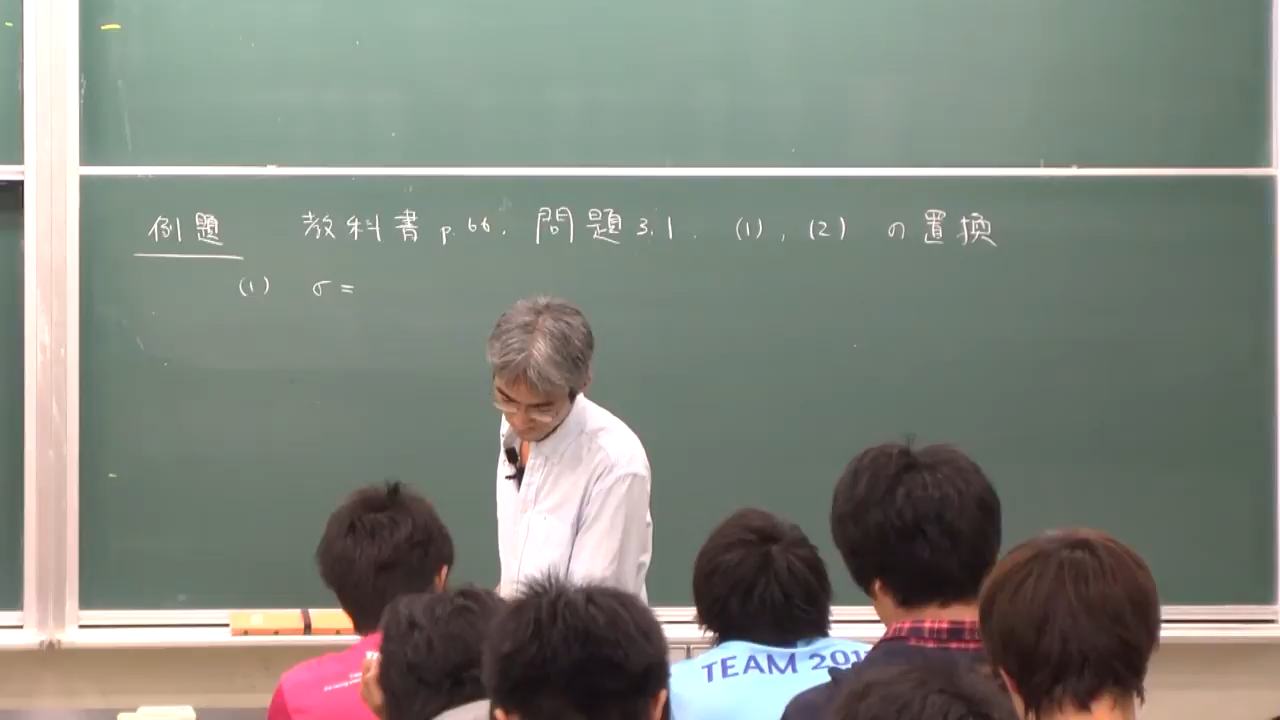 例題 教科書 p.66. 問題 3.1. (1), (2) の置換
(1) σ =
TEAM 201